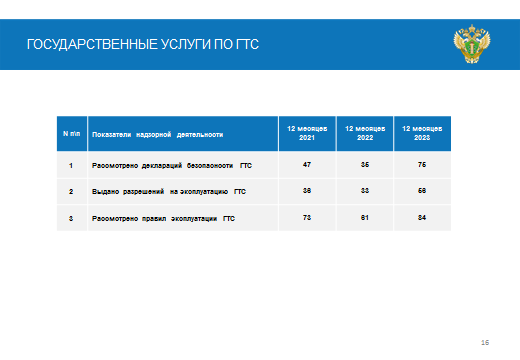 ГОСУДАРСТВЕННЫЕ УСЛУГИ ПО ГТС
N п\п Показатели надзорной деятельности 12 месяцев 2021 12 месяцев 2022 12 месяцев 2023
1 Рассмотрено деклараций безопасности ГТС 47 35 75
2 Выдано разрешений на эксплуатацию ГТС 36 33 56
3 Рассмотрено правил эксплуатации ГТС 73 61 84
16